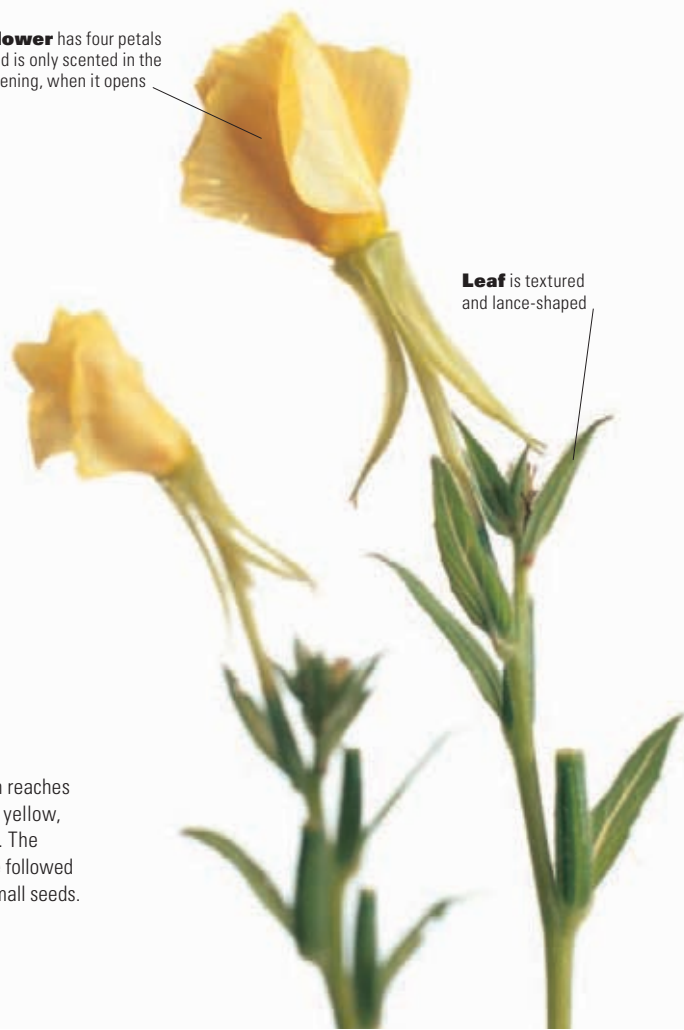 lower has four petals
d is only scented in the
ening, when it opens
Leaf is textured
and lance-shaped
reaches
yellow,
. The
followed
mall seeds.